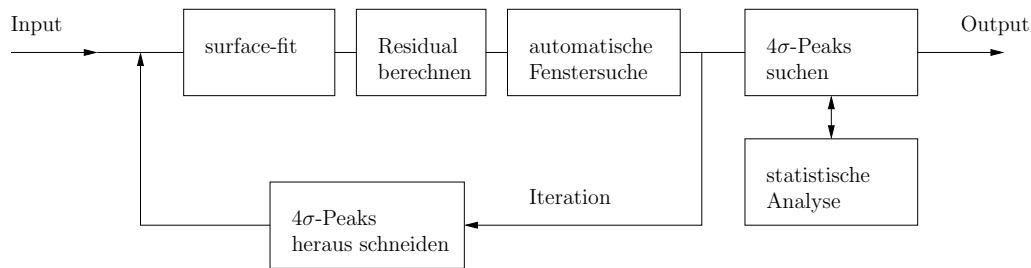 Input
surface-fit
Residual
berechnen
automatische
Fenstersuche
4σ-Peaks
suchen
Output
statistische
Analyse
Iteration
4σ-Peaks
heraus schneiden